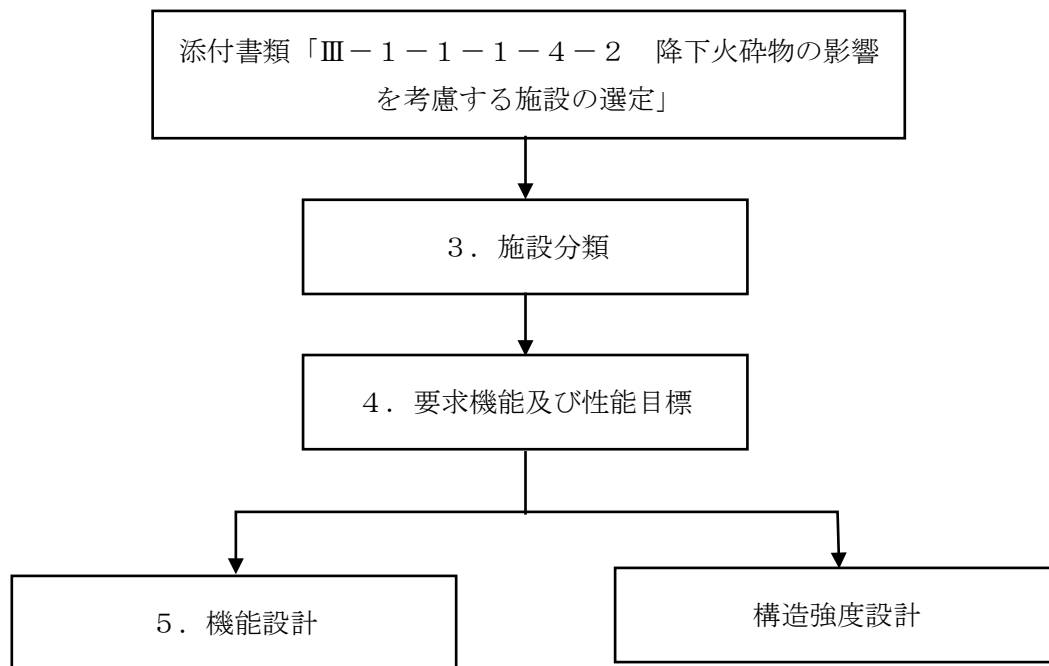 添付書類「Ⅲ－１－１－１－４－２　降下火砕物の影響
を考慮する施設の選定」
３．施設分類
４．要求機能及び性能目標
５．機能設計
構造強度設計